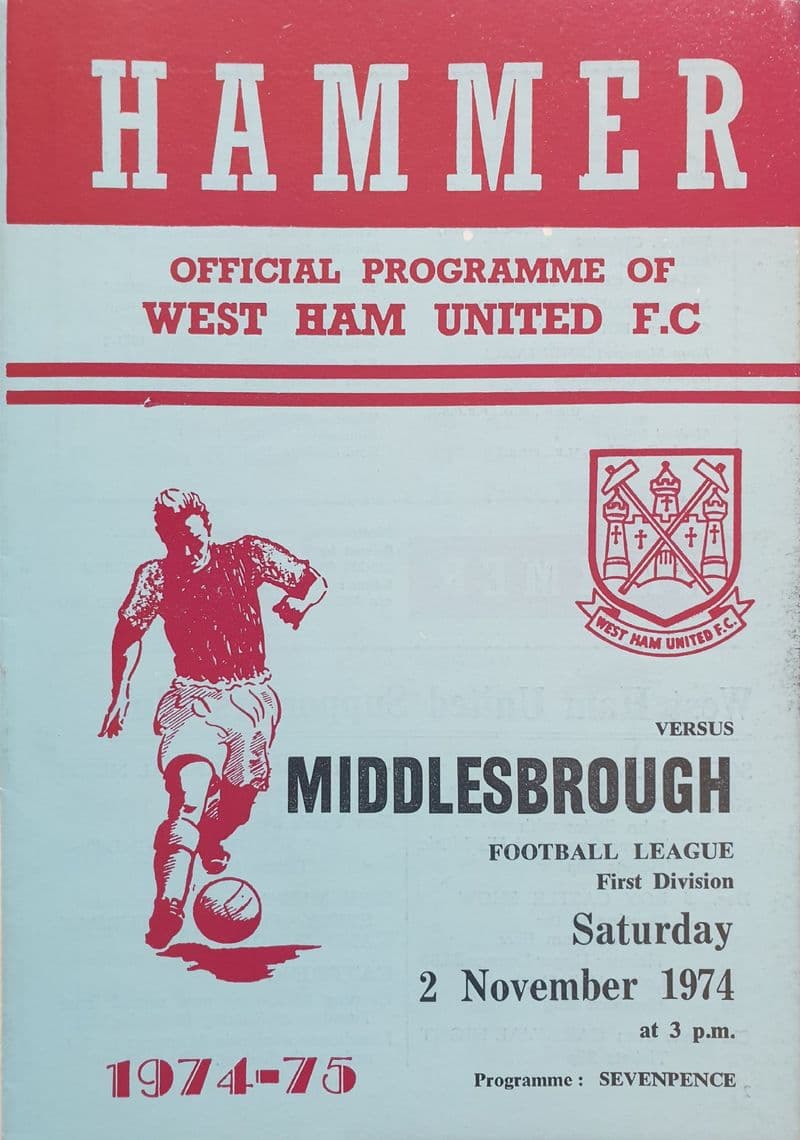 HAMMER
OFFICIAL PROGRAMME OF
WEST HAM UNITED F.C
WEST HAM UNITED F.C.
VERSUS
MIDDLESBROUGH
FOOTBALL LEAGUE
First Division
Saturday
2 November 1974
at 3 p.m.
1974-75
Programme : SEVENPENCE